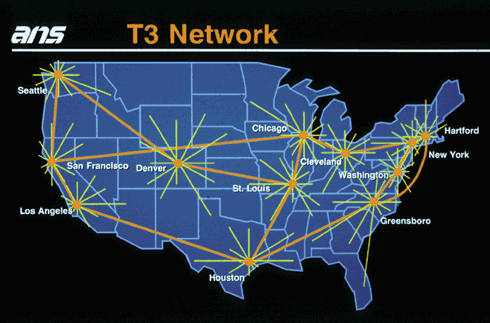 ans
T3 Network
Seattle
Chicago
Hartford
Cleveland
New York
San Francisco
Denver
Washington
St. Louis
Los Angeles
Greensboro
Houston